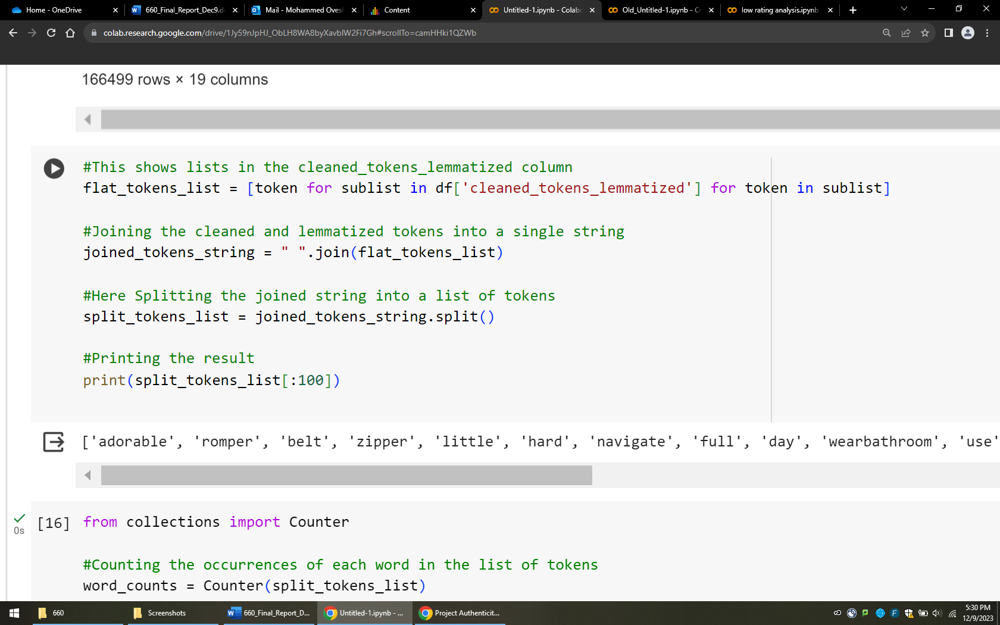 Home - OneDrive
660_Final_Report_Dec9.d
Mail - Mohammed Oves
Content
Untitled-1.ipynb - Colab
Old_Untitled-1.ipynb - C
low rating analysis.ipynb
colab.research.google.com/drive/1Jy59nJpHJ_ObLH8WA8byXavbIW2Fi7Gh#scrollTo=camHHki1QZWb
166499 rows × 19 columns
#This shows lists in the cleaned_tokens_lemmatized column
flat_tokens_list = [token for sublist in df['cleaned_tokens_lemmatized'] for token in sublist]
#Joining the cleaned and lemmatized tokens into a single string
joined_tokens_string = " ".join(flat_tokens_list)
#Here Splitting the joined string into a list of tokens
split_tokens_list = joined_tokens_string.split()
#Printing the result
print(split_tokens_list[:100])
['adorable', 'romper', 'belt', 'zipper', 'little', 'hard', 'navigate', 'full', 'day', 'wearbathroom', 'use'
[16] from collections import Counter
0s
#Counting the occurrences of each word in the list of tokens
word_counts = Counter(split_tokens_list)
660
Screenshots
660_Final_Report_D...
Untitled-1.ipynb - ...
Project Authenticit...
5:30 PM
12/9/2023